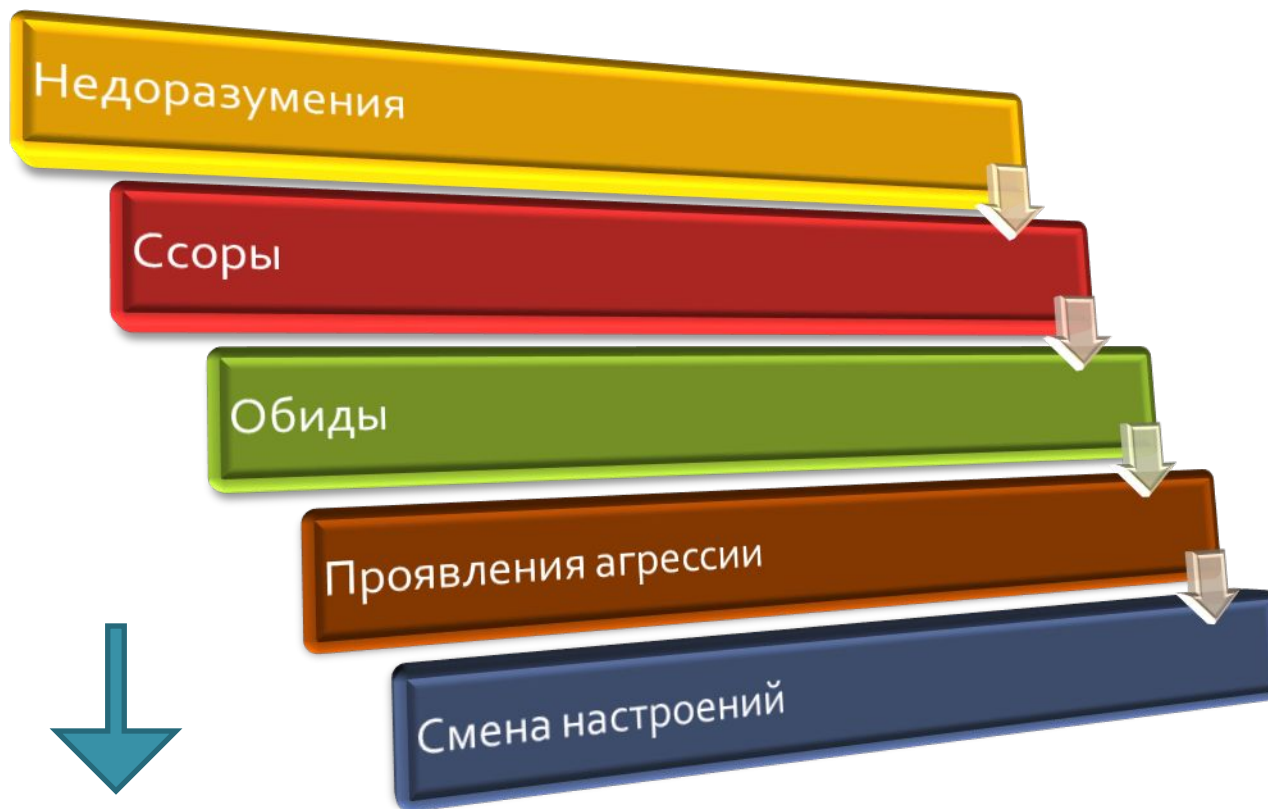 Недоразумения
Ссоры
Обиды
Проявления агрессии
Смена настроений